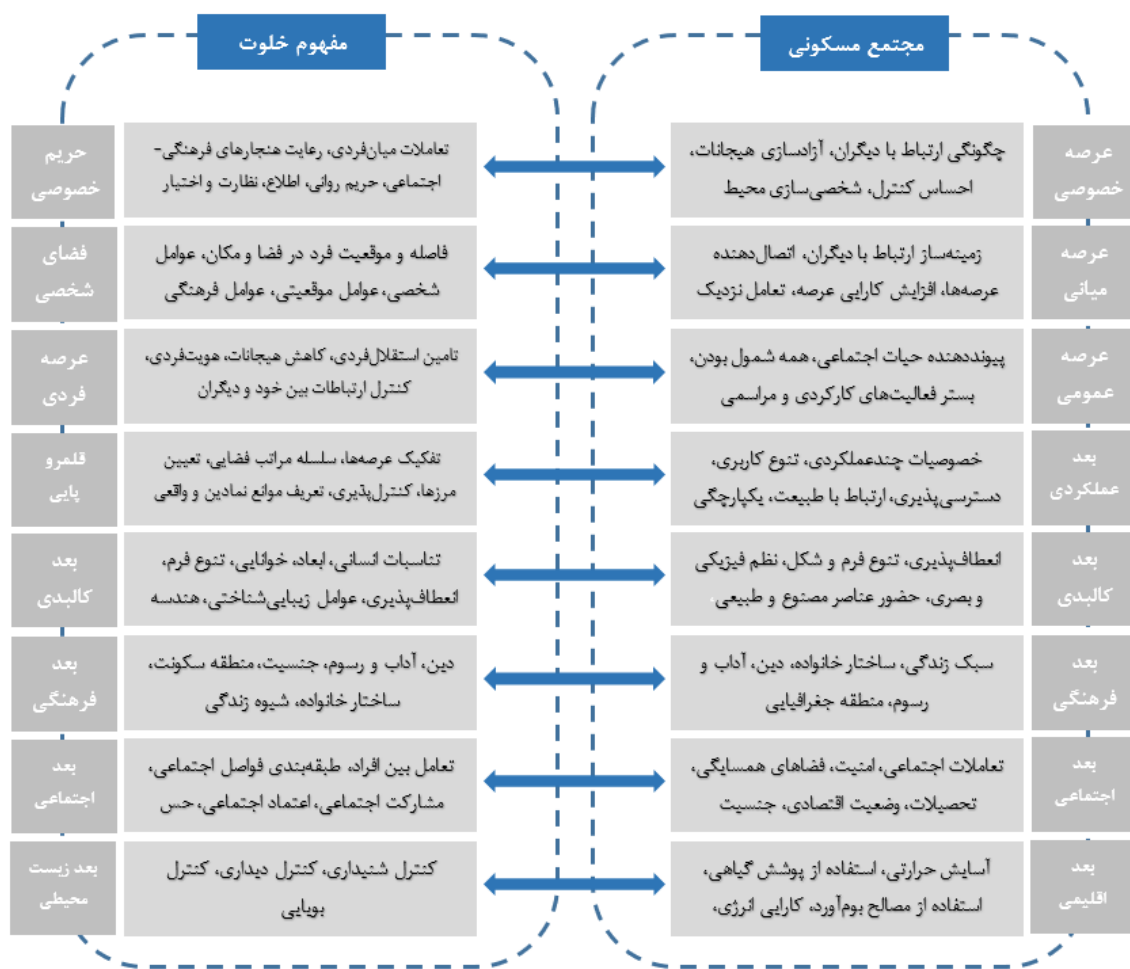 مجتمع مسکونی
مفهوم خلوت
عرصه
خصوصی
چگونگی ارتباط با دیگران، آزادسازی هیجانات،
احساس کنترل، شخصی‌سازی محیط
تعاملات میان‌فردی، رعایت هنجارهای فرهنگی-
اجتماعی، حریم روانی، اطلاع، نظارت و اختیار
حریم
خصوصی
عرصه
میانی
زمینه‌ساز ارتباط با دیگران، اتصال‌دهنده
عرصه‌ها، افزایش کارایی عرصه، تعامل نزدیک
فاصله و موقعیت فرد در فضا و مکان، عوامل
شخصی، عوامل موقعیتی، عوامل فرهنگی
فضای
شخصی
عرصه
عمومی
پیونددهنده حیات اجتماعی، همه شمول بودن،
بستر فعالیت‌های کارکردی و مراسمی
تامین استقلال‌فردی، کاهش هیجانات، هویت‌فردی،
کنترل ارتباطات بین خود و دیگران
عرصه
فردی
بعد
عملکردی
خصوصیات چندعملکردی، تنوع کاربری،
دسترسی‌پذیری، ارتباط با طبیعت، یکپارچگی
تفکیک عرصه‌ها، سلسله مراتب فضایی، تعیین
مرزها، کنترل‌پذیری، تعریف موانع نمادین و واقعی
قلمرو
پایی
بعد
کالبدی
انعطاف‌پذیری، تنوع فرم و شکل، نظم فیزیکی
و بصری، حضور عناصر مصنوع و طبیعی،
تناسبات انسانی، ابعاد، خوانایی، تنوع فرم،
انعطاف‌پذیری، عوامل زیبایی‌شناختی، هندسه
بعد
کالبدی
بعد
فرهنگی
سبک زندگی، ساختار خانواده، دین، آداب و
رسوم، منطقه جغرافیایی
دین، آداب و رسوم، جنسیت، منطقه سکونت،
ساختار خانواده، شیوه زندگی
بعد
فرهنگی
بعد
اجتماعی
تعاملات اجتماعی، امنیت، فضاهای همسایگی،
تحصیلات، وضعیت اقتصادی، جنسیت
تعامل بین افراد، طبقه‌بندی فواصل اجتماعی،
مشارکت اجتماعی، اعتماد اجتماعی، حس
بعد
اجتماعی
بعد
اقلیمی
آسایش حرارتی، استفاده از پوشش گیاهی،
استفاده از مصالح بوم‌آورد، کارایی انرژی،
کنترل شنیداری، کنترل دیداری، کنترل
بویایی
بعد زیست
محیطی